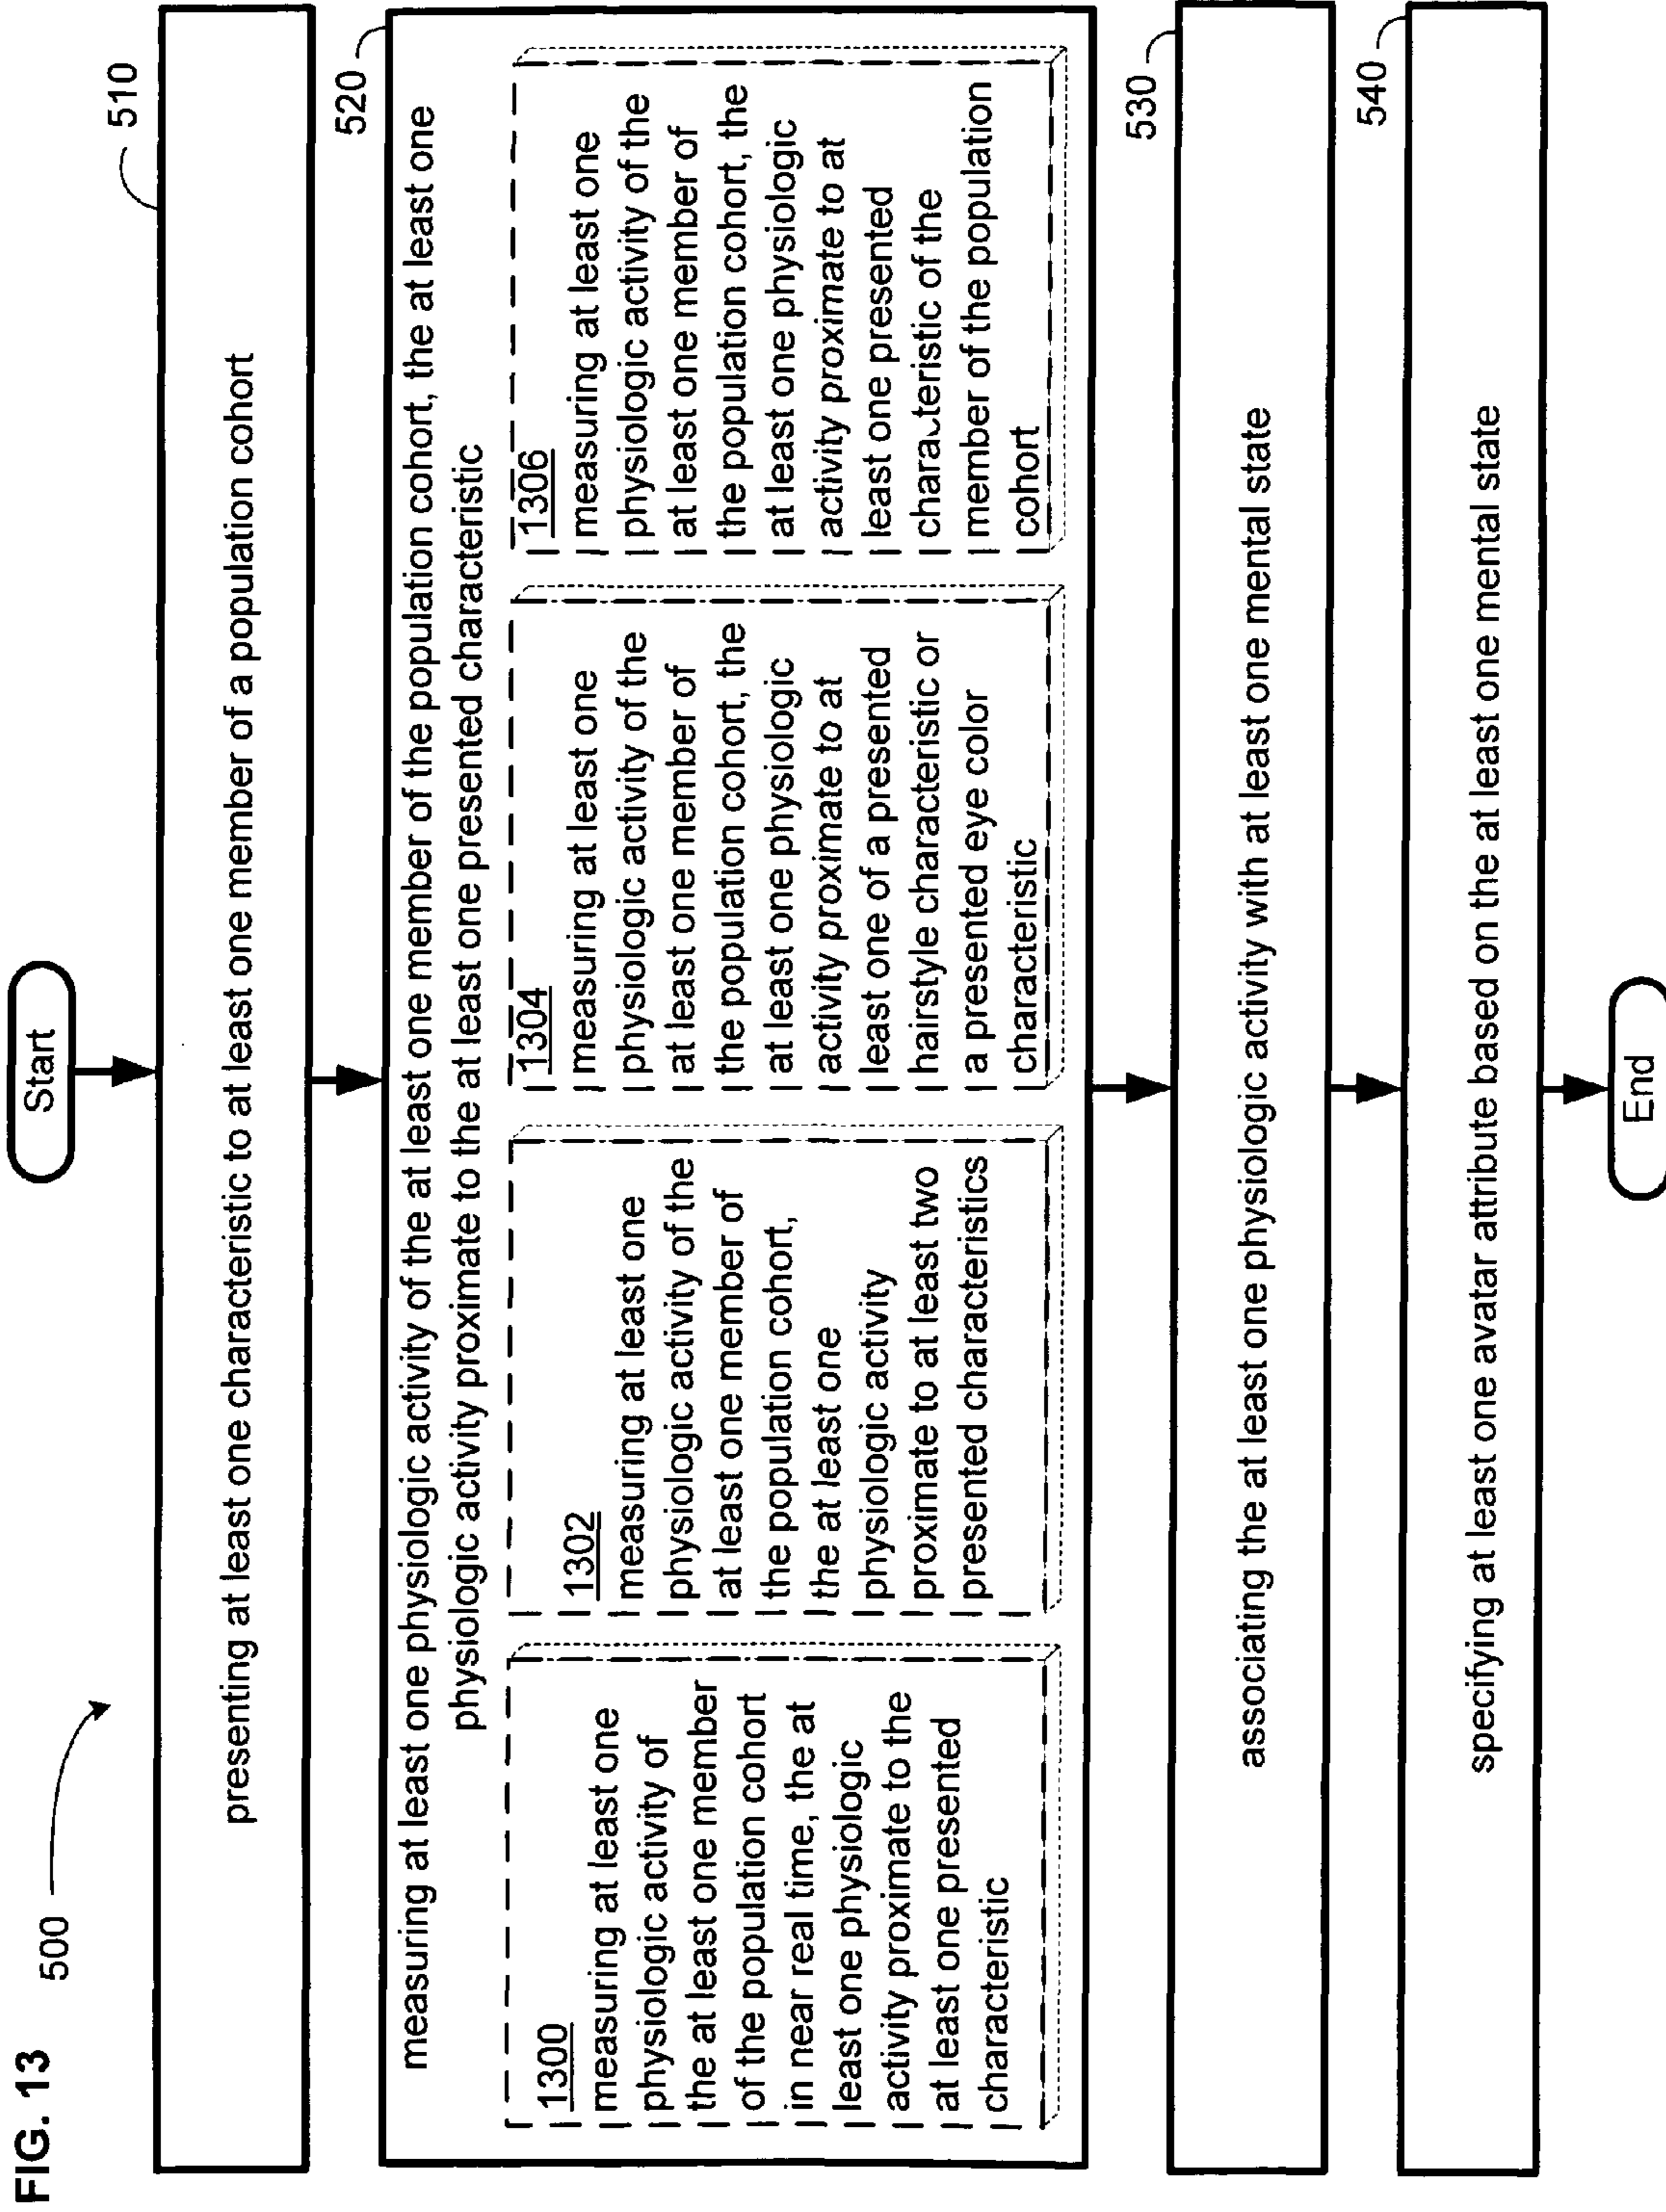 FIG. 13
500
Start
510
presenting at least one characteristic to at least one member of a population cohort
520
measuring at least one physiologic activity of the at least one member of the population cohort, the at least one
physiologic activity proximate to the at least one presented characteristic
1300
measuring at least one
physiologic activity of
the at least one member
of the population cohort
in near real time, the at
least one physiologic
activity proximate to the
at least one presented
characteristic
1302
measuring at least one
physiologic activity of the
at least one member of
the population cohort,
the at least one
physiologic activity
proximate to at least two
presented characteristics
1304
measuring at least one
physiologic activity of the
at least one member of
the population cohort, the
at least one physiologic
activity proximate to at
least one of a presented
hairstyle characteristic or
a presented eye color
characteristic
1306
measuring at least one
physiologic activity of the
at least one member of
the population cohort, the
at least one physiologic
activity proximate to at
least one presented
characteristic of the
member of the population
cohort
530
associating the at least one physiologic activity with at least one mental state
540
specifying at least one avatar attribute based on the at least one mental state
End